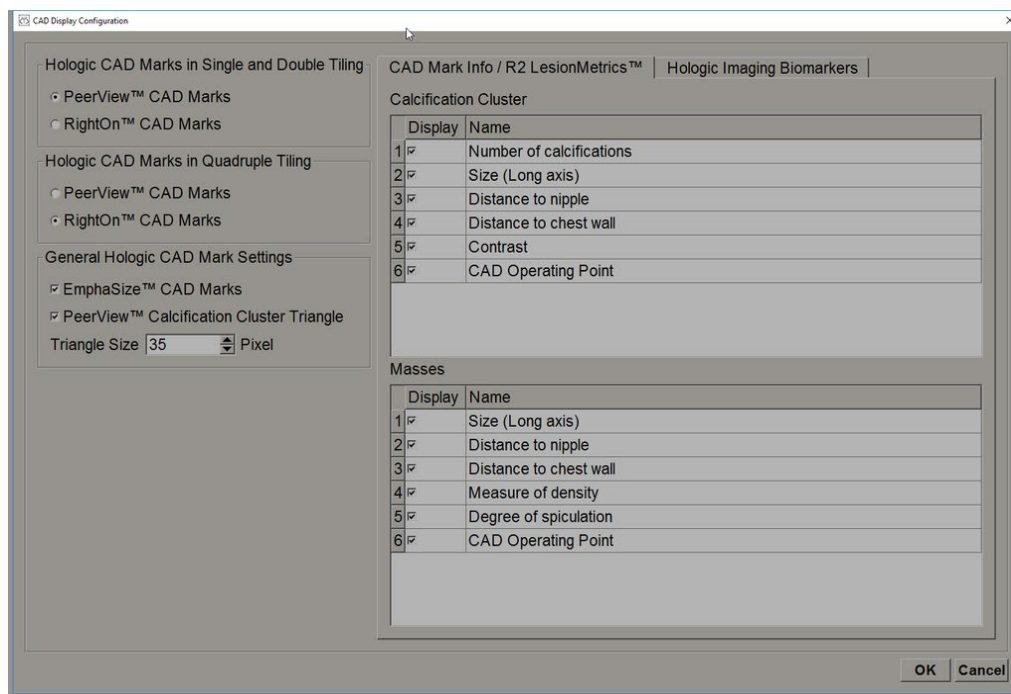 CAD Display Configuration
Hologic CAD Marks in Single and Double Tiling
PeerView™ CAD Marks
RightOn™ CAD Marks
Hologic CAD Marks in Quadruple Tiling
PeerView™ CAD Marks
RightOn™ CAD Marks
General Hologic CAD Mark Settings
EmphaSize™ CAD Marks
PeerView™ Calcification Cluster Triangle
Triangle Size 35 Pixel
CAD Mark Info / R2 LesionMetrics™ Hologic Imaging Biomarkers
Calcification Cluster
Display Name
1 Number of calcifications
2 Size (Long axis)
3 Distance to nipple
4 Distance to chest wall
5 Contrast
6 CAD Operating Point
Masses
Display Name
1 Size (Long axis)
2 Distance to nipple
3 Distance to chest wall
4 Measure of density
5 Degree of spiculation
6 CAD Operating Point
OK Cancel